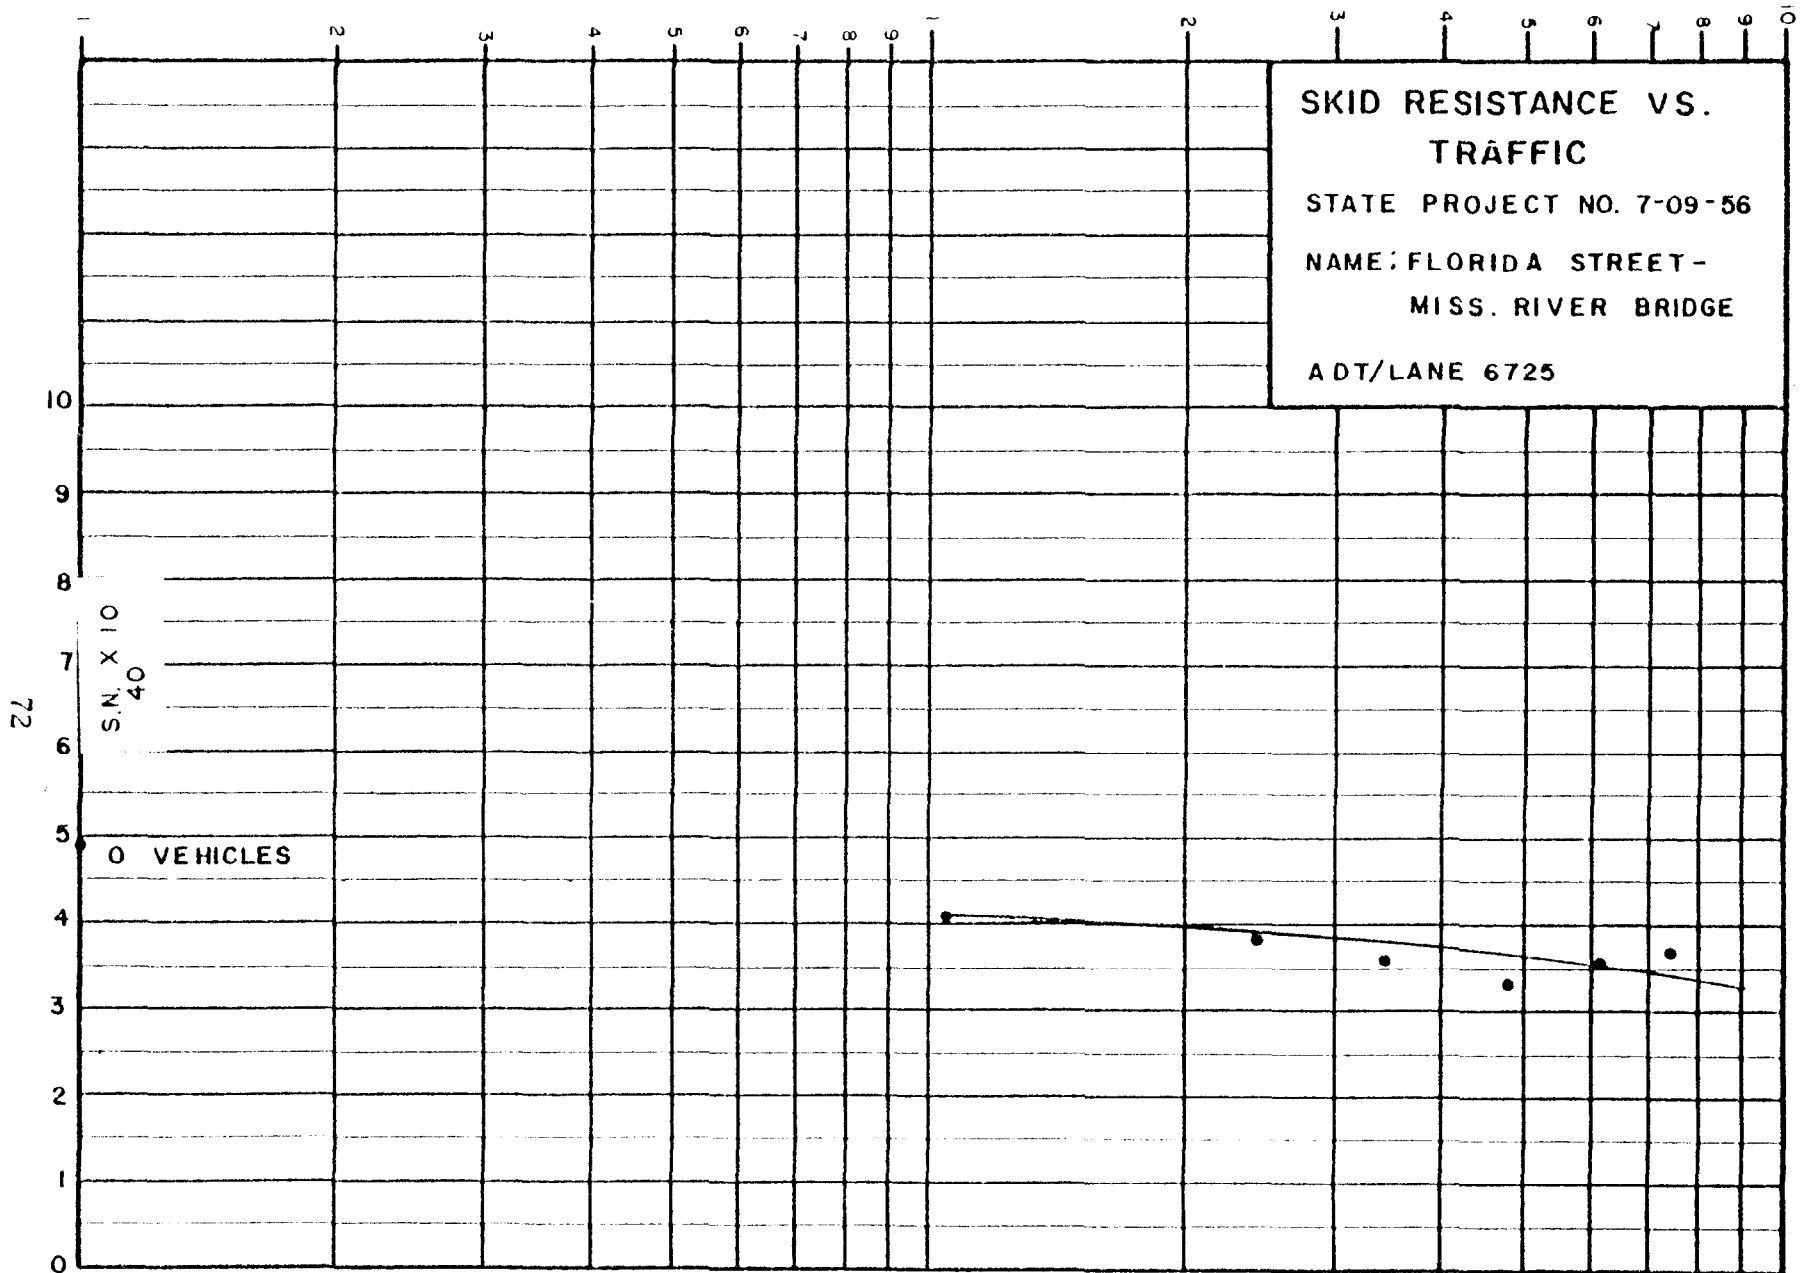 1 2 3 4 5 6 7 8 9 1 2 3 4 5 6 7 8 9 10
SKID RESISTANCE VS.
TRAFFIC
STATE PROJECT NO. 7-09-56
NAME: FLORIDA STREET-
MISS. RIVER BRIDGE
ADT/LANE 6725
10
9
8
7
6
5
4
3
2
1
0
S.N. X 10
40
O VEHICLES
72